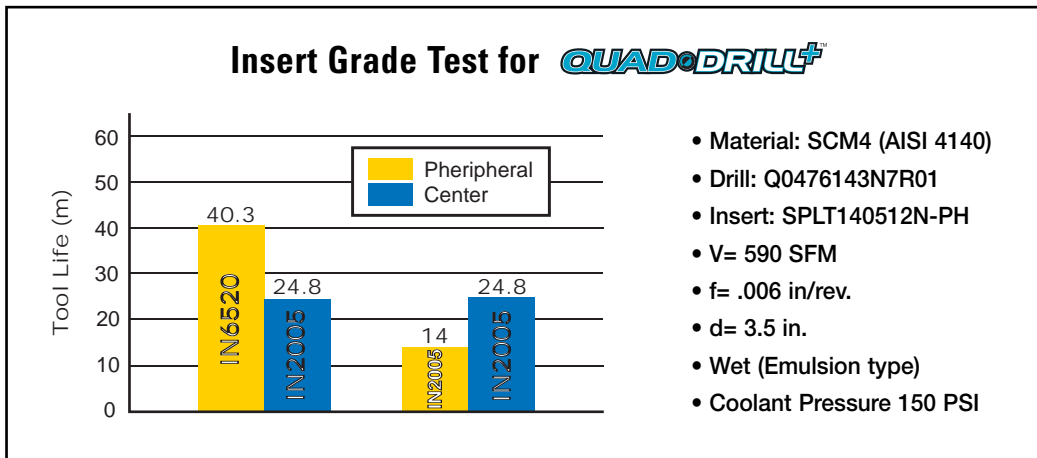 Insert Grade Test for QUAD DRILL+™
Tool Life (m)
60
50
40
30
20
10
0
Pheripheral
Center
40.3
24.8
14
24.8
IN6520
IN2005
IN2005
IN2005
• Material: SCM4 (AISI 4140)
• Drill: Q0476143N7R01
• Insert: SPLT140512N-PH
• V= 590 SFM
• f= .006 in/rev.
• d= 3.5 in.
• Wet (Emulsion type)
• Coolant Pressure 150 PSI